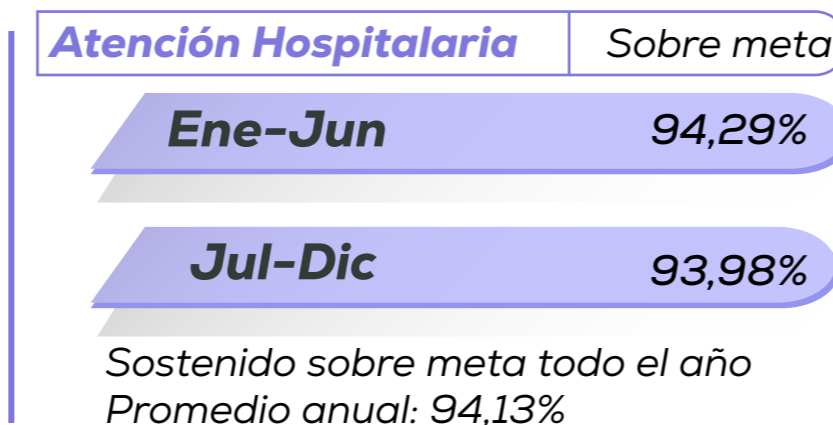 Atención Hospitalaria Sobre meta
Ene-Jun 94,29%
Jul-Dic 93,98%
Sostenido sobre meta todo el año
Promedio anual: 94,13%